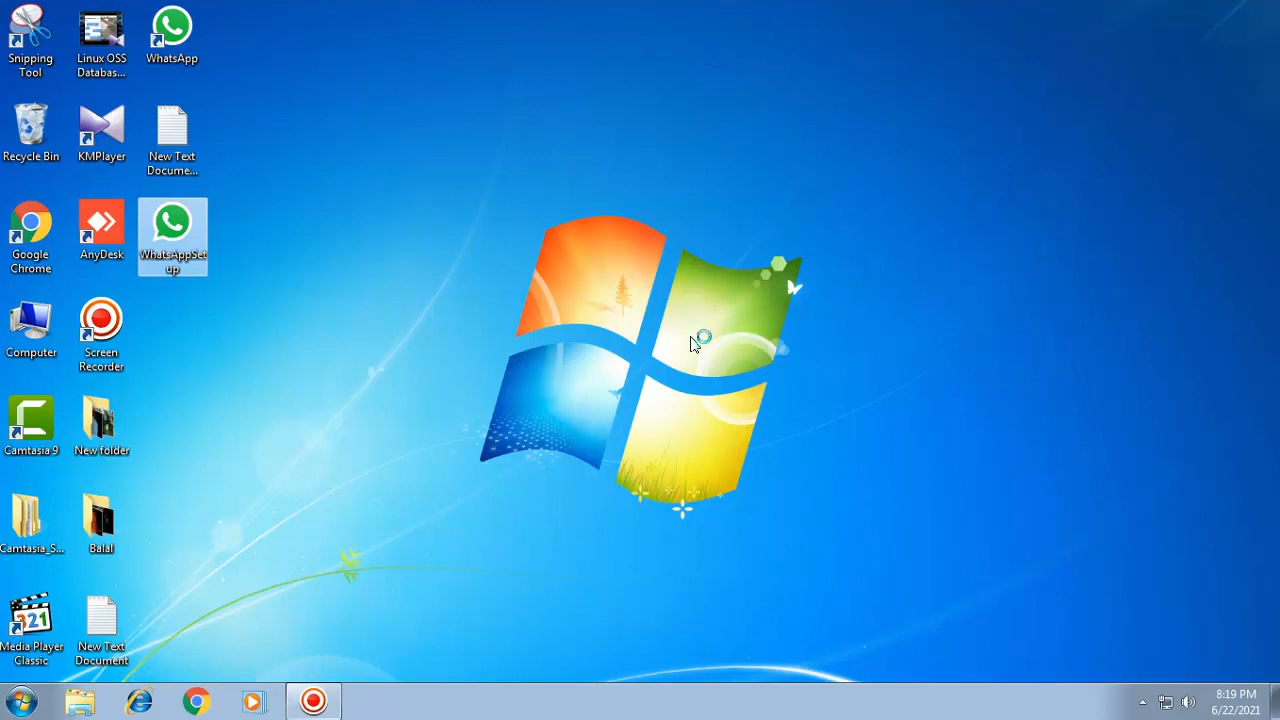 Snipping
Tool
Linux OSS
Databas...
WhatsApp
Recycle Bin
KMPlayer
New Text
Docume...
Google
Chrome
AnyDesk
WhatsAppSet
up
Computer
Screen
Recorder
Camtasia 9
New folder
Camtasia_S...
Balal
321
Media Player
Classic
New Text
Document
8:19 PM
6/22/2021